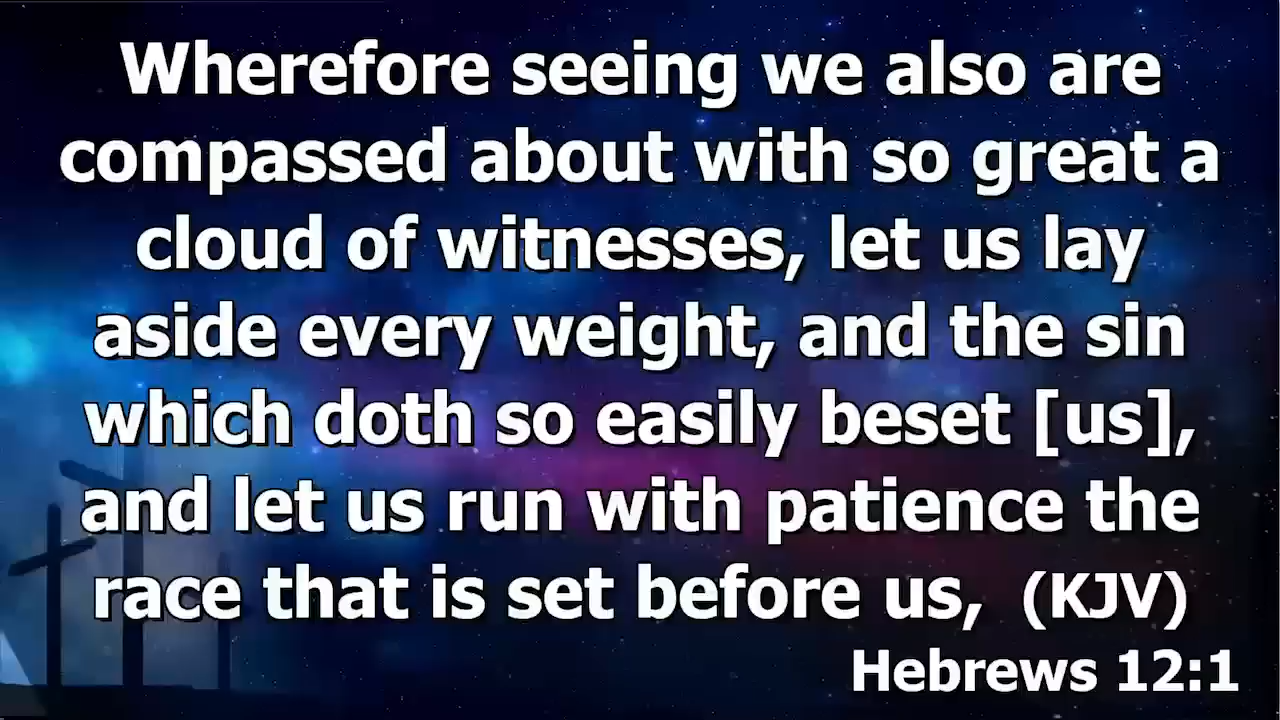 Wherefore seeing we also are
compassed about with so great a
cloud of witnesses, let us lay
aside every weight, and the sin
which doth so easily beset [us],
and let us run with patience the
race that is set before us, (KJV)
Hebrews 12:1